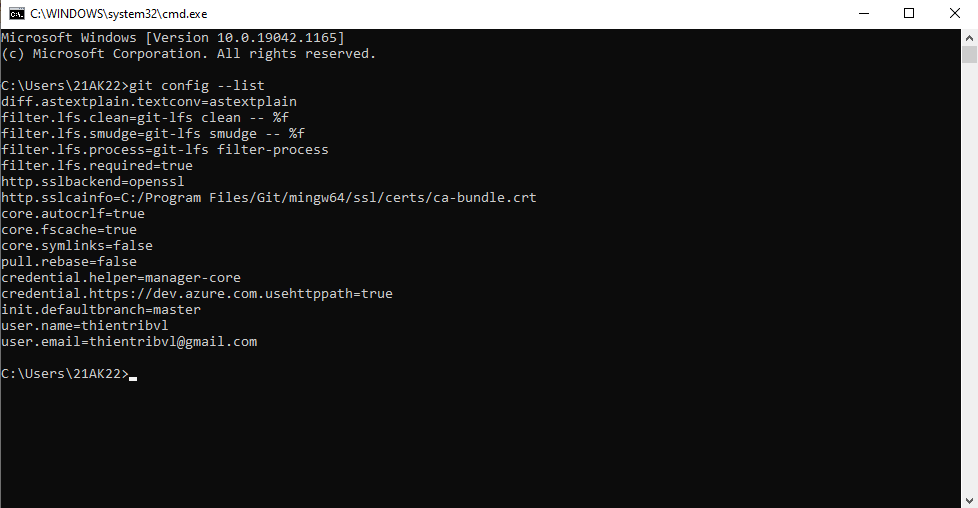 C:\WINDOWS\system32\cmd.exe
Microsoft Windows [Version 10.0.19042.1165]
(c) Microsoft Corporation. All rights reserved.
C:\Users\21AK22>git config --list
diff.astextplain.textconv=astextplain
filter.lfs.clean=git-lfs clean -- %f
filter.lfs.smudge=git-lfs smudge -- %f
filter.lfs.process=git-lfs filter-process
filter.lfs.required=true
http.sslbackend=openssl
http.sslcainfo=C:/Program Files/Git/mingw64/ssl/certs/ca-bundle.crt
core.autocrlf=true
core.fscache=true
core.symlinks=false
pull.rebase=false
credential.helper=manager-core
credential.https://dev.azure.com.usehttppath=true
init.defaultbranch=master
user.name=thientribvl
user.email=thientribvl@gmail.com
C:\Users\21AK22>